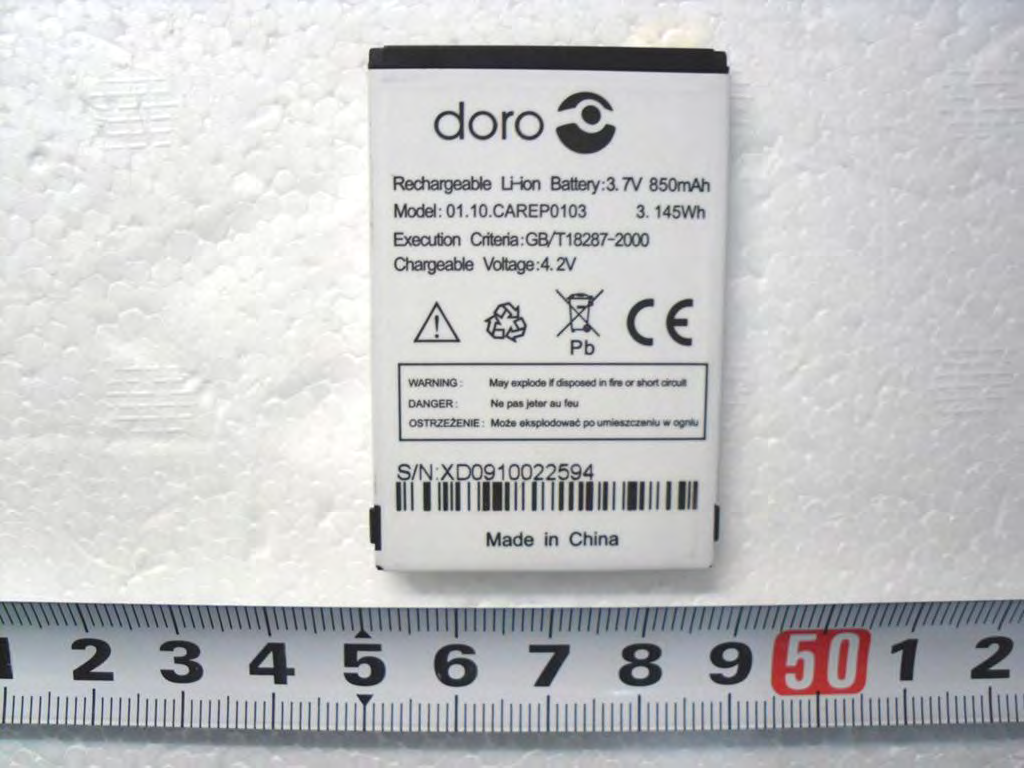 doro
Rechargeable Li-ion Battery:3.7V 850mAh
Model: 01.10.CAREP0103 3.145Wh
Execution Criteria:GB/T18287-2000
Chargeable Voltage:4.2V
Pb
CE
WARNING : May explode if disposed in fire or short circuit
DANGER : Ne pas jeter au feu
OSTRZEŻENIE : Może eksplodować po umieszczeniu w ogniu
S/N:XD0910022594
Made in China
1 2 3 4 5 6 7 8 9 50 1 2